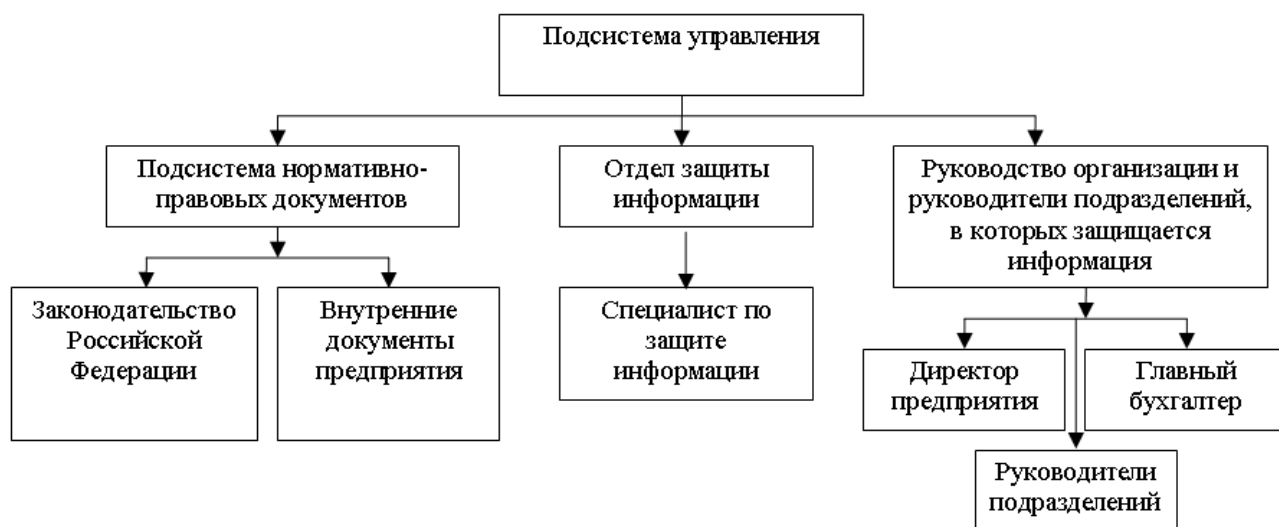 Подсистема управления
Подсистема нормативно-
правовых документов
Отдел защиты
информации
Руководство организации и
руководители подразделений,
в которых защищается
информация
Законодательство
Российской
Федерации
Внутренние
документы
предприятия
Специалист по
защите
информации
Директор
предприятия
Главный
бухгалтер
Руководители
подразделений